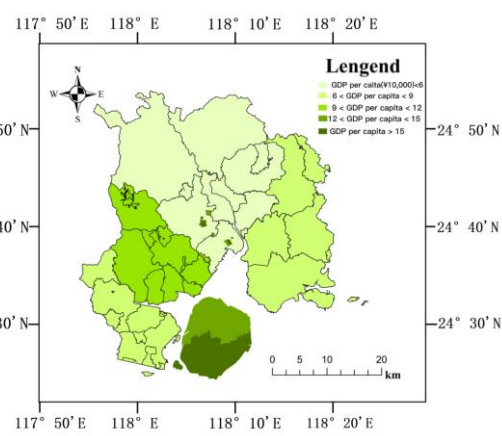 117° 50′ E 118° E 118° 10′ E 118° 20′ E
N
W E
S
Lengend
GDP per caita(¥10,000)<6
6 < GDP per capita < 9
9 < GDP per capita < 12
12 < GDP per capita < 15
GDP per capita > 15
50′ N 24° 50′ N
40′ N 24° 40′ N
30′ N 24° 30′ N
0 5 10 20
km
117° 50′ E 118° E 118° 10′ E 118° 20′ E